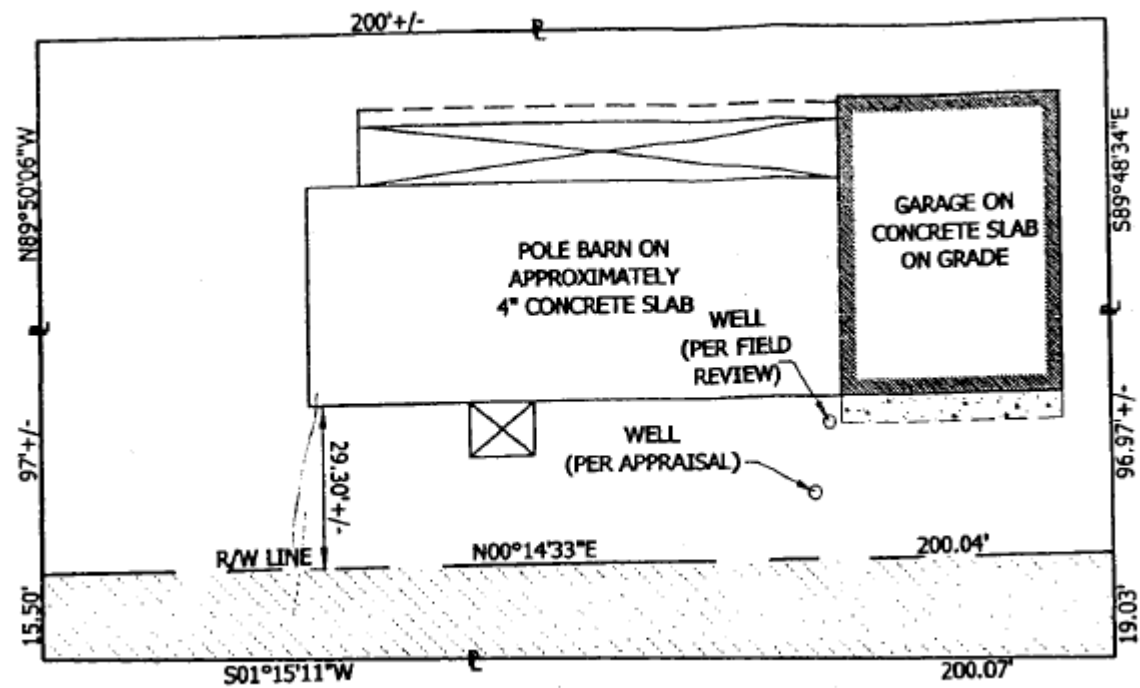 200'+/-
N89°50'06"W
S89°48'34"E
GARAGE ON
CONCRETE SLAB
ON GRADE
POLE BARN ON
APPROXIMATELY
4" CONCRETE SLAB
WELL
(PER FIELD
REVIEW)
WELL
(PER APPRAISAL)
97'+/-
29.30'+/-
96.97'+/-
R/W LINE
N00°14'33"E
200.04'
15.50'
19.03'
S01°15'11"W
200.07'